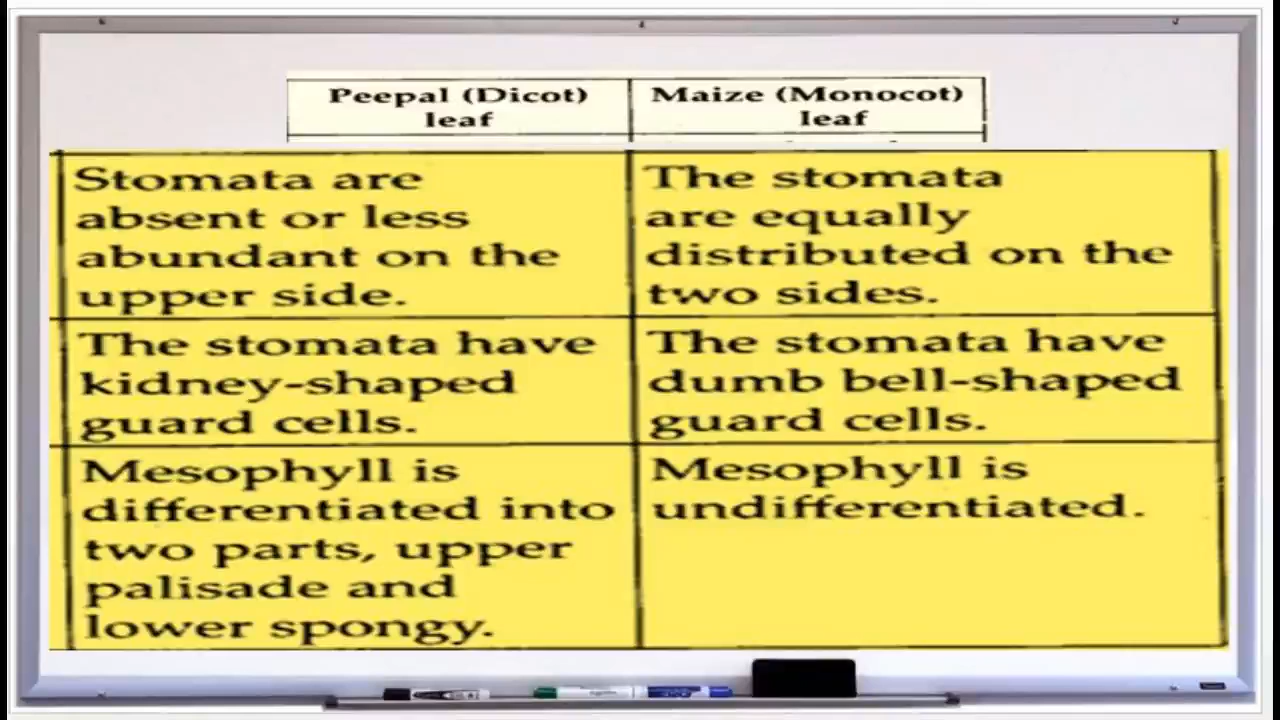 Peepal (Dicot)
leaf
Maize (Monocot)
leaf
Stomata are
absent or less
abundant on the
upper side.
The stomata
are equally
distributed on the
two sides.
The stomata have
kidney-shaped
guard cells.
The stomata have
dumb bell-shaped
guard cells.
Mesophyll is
differentiated into
two parts, upper
palisade and
lower spongy.
Mesophyll is
undifferentiated.